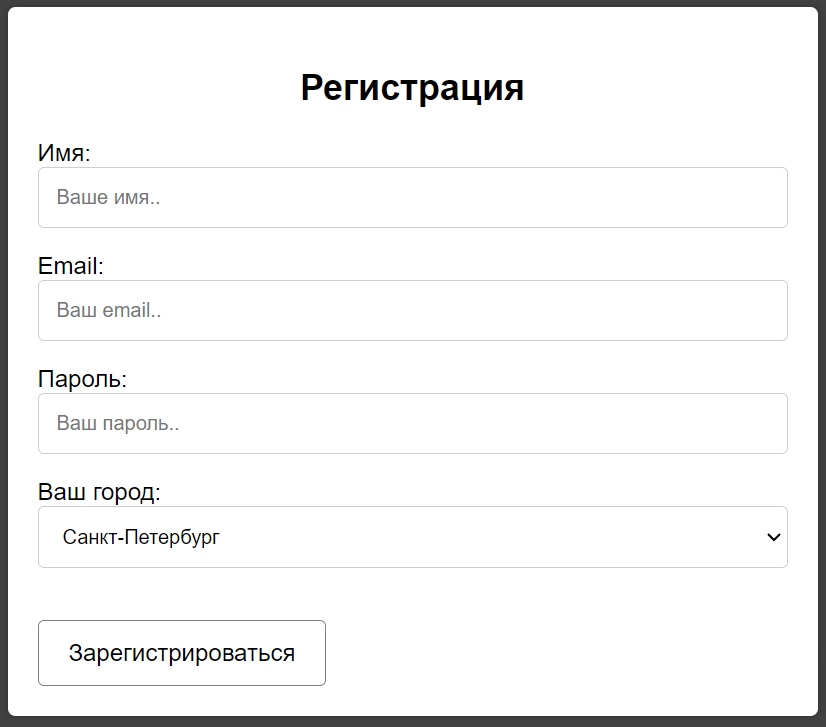 Регистрация
Имя:
Ваше имя..
Email:
Ваш email..
Пароль:
Ваш пароль..
Ваш город:
Санкт-Петербург
Зарегистрироваться